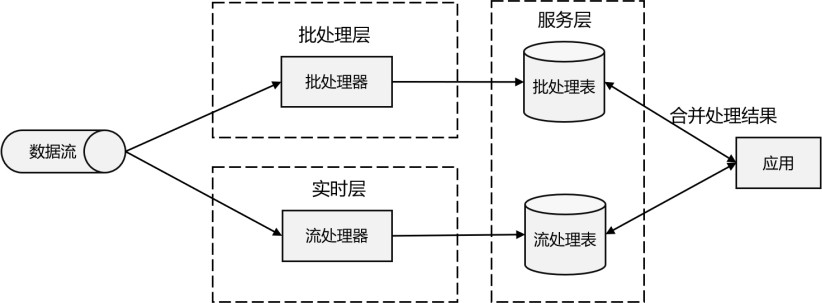 批处理层
批处理器
服务层
批处理表
合并处理结果
数据流
应用
实时层
流处理器
流处理表